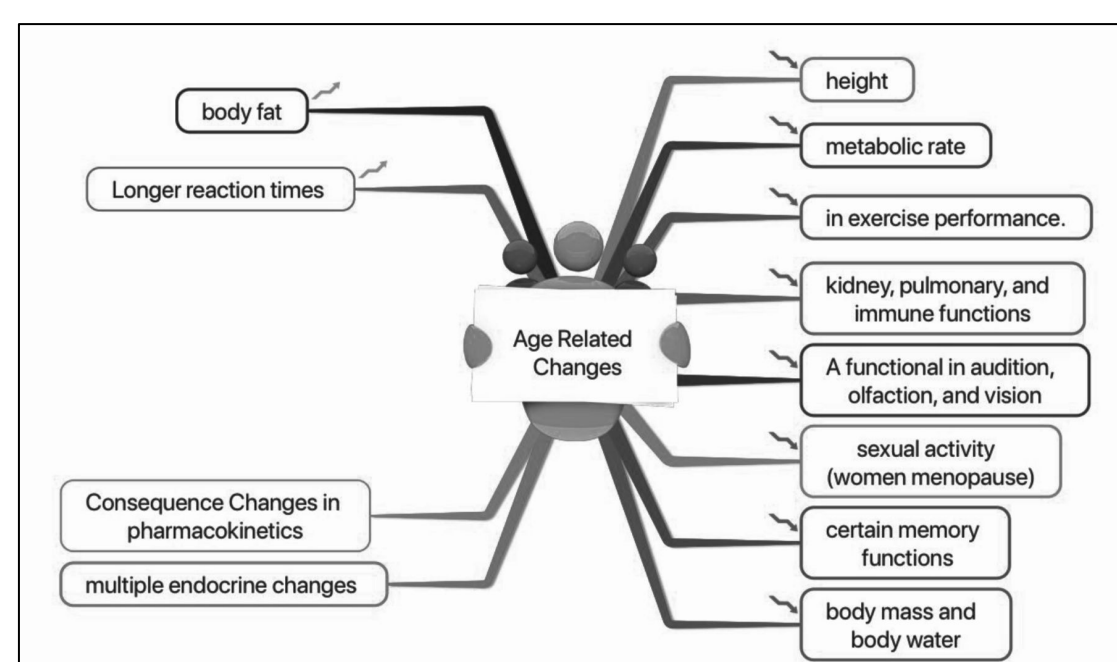 body fat
Longer reaction times
Age Related
Changes
Consequence Changes in
pharmacokinetics
multiple endocrine changes
height
metabolic rate
in exercise performance.
kidney, pulmonary, and
immune functions
A functional in audition,
olfaction, and vision
sexual activity
(women menopause)
certain memory
functions
body mass and
body water